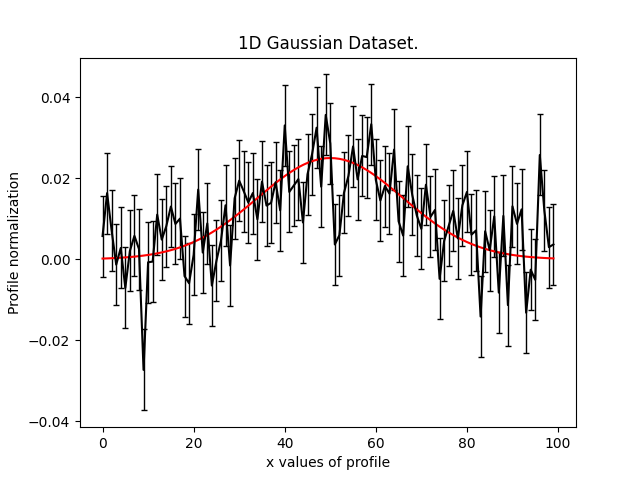 1D Gaussian Dataset.
Profile normalization
0.04
0.02
0.00
−0.02
−0.04
0 20 40 60 80 100
x values of profile